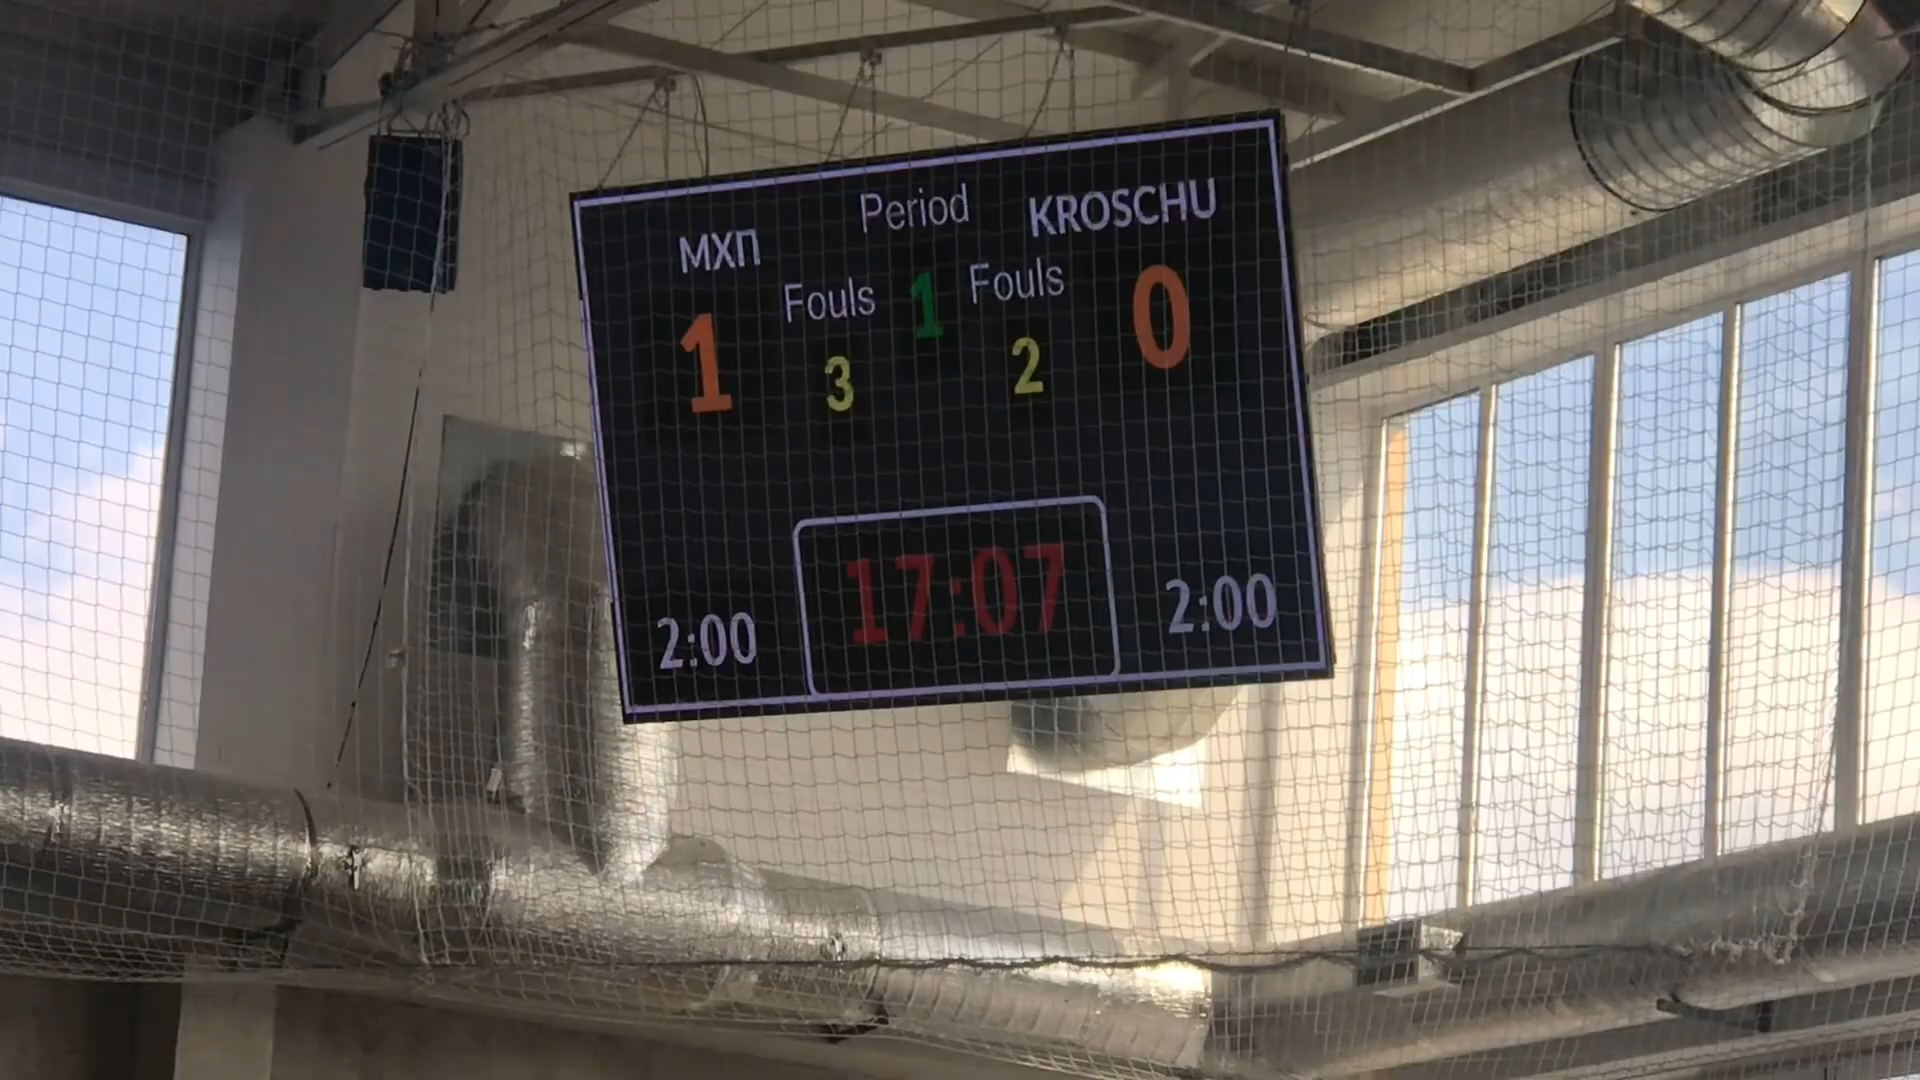 Period
МХП
KROSCHU
Fouls 1 Fouls
1 3 2 0
2:00 17:07 2:00